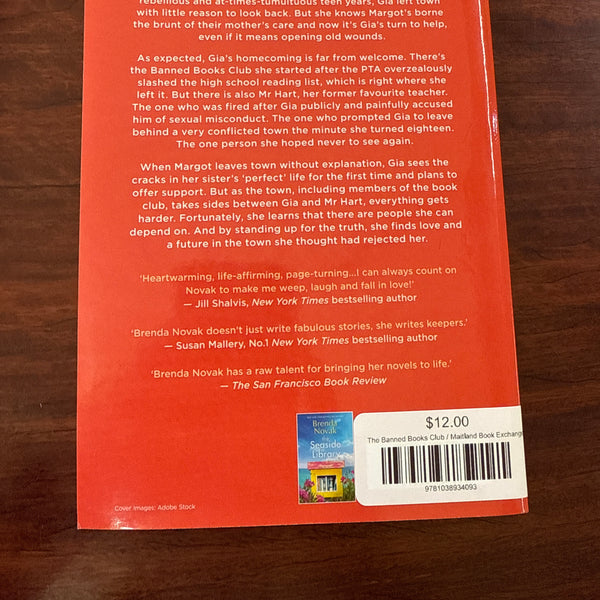 rebellious and at-times-tumultuous teen years, Gia left town
with little reason to look back. But she knows Margot's borne
the brunt of their mother's care and now it's Gia's turn to help,
even if it means opening old wounds.
As expected, Gia's homecoming is far from welcome. There's
the Banned Books Club she started after the PTA overzealously
slashed the high school reading list, which is right where she
left it. But there is also Mr Hart, her former favourite teacher.
The one who was fired after Gia publicly and painfully accused
him of sexual misconduct. The one who prompted Gia to leave
behind a very conflicted town the minute she turned eighteen.
The one person she hoped never to see again.
When Margot leaves town without explanation, Gia sees the
cracks in her sister's 'perfect' life for the first time and plans to
offer support. But as the town, including members of the book
club, takes sides between Gia and Mr Hart, everything gets
harder. Fortunately, she learns that there are people she can
depend on. And by standing up for the truth, she finds love and
a future in the town she thought had rejected her.
'Heartwarming, life-affirming, page-turning...I can always count on
Novak to make me weep, laugh and fall in love!'
— Jill Shalvis, New York Times bestselling author
'Brenda Novak doesn't just write fabulous stories, she writes keepers.'
— Susan Mallery, No.1 New York Times bestselling author
'Brenda Novak has a raw talent for bringing her novels to life.'
— The San Francisco Book Review
Brenda
Novak
the
Seaside
Library
$12.00
The Banned Books Club / Maitland Book Exchang
9781038934093
Cover Images: Adobe Stock